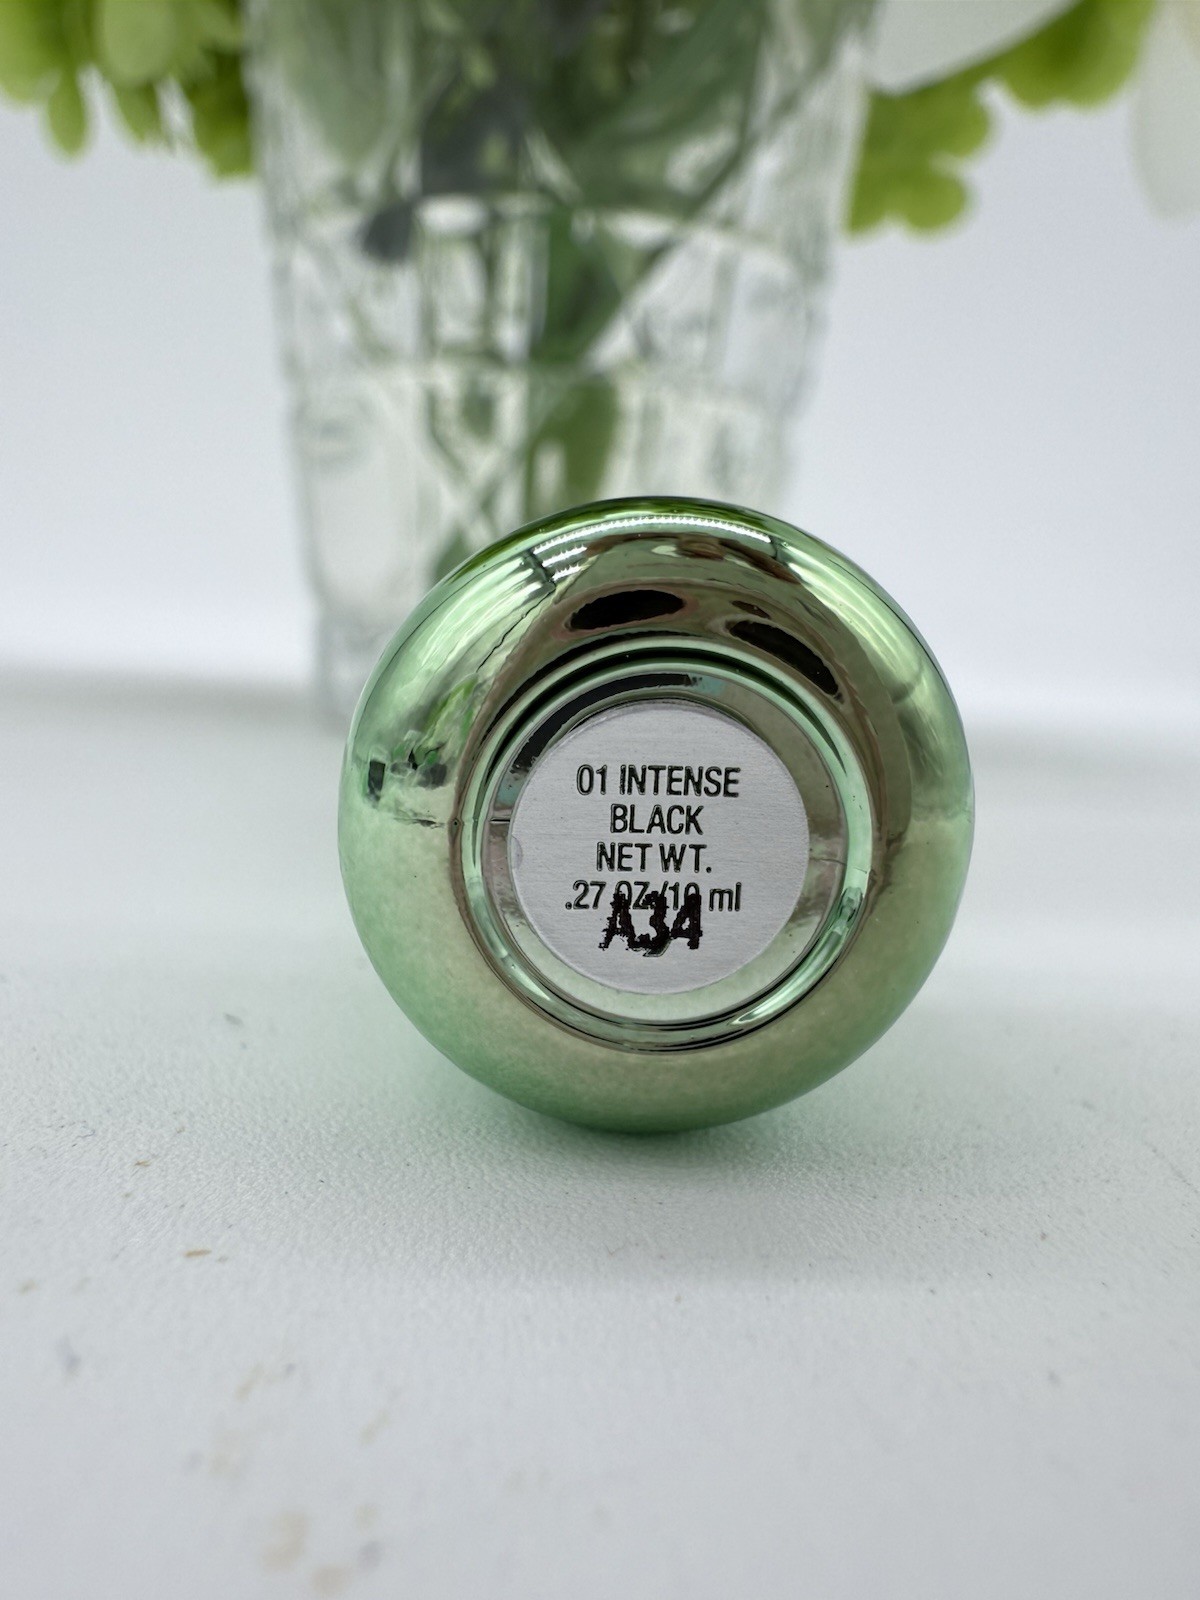 01 INTENSE
BLACK
NET WT.
.27 OZ/10 ml
A34